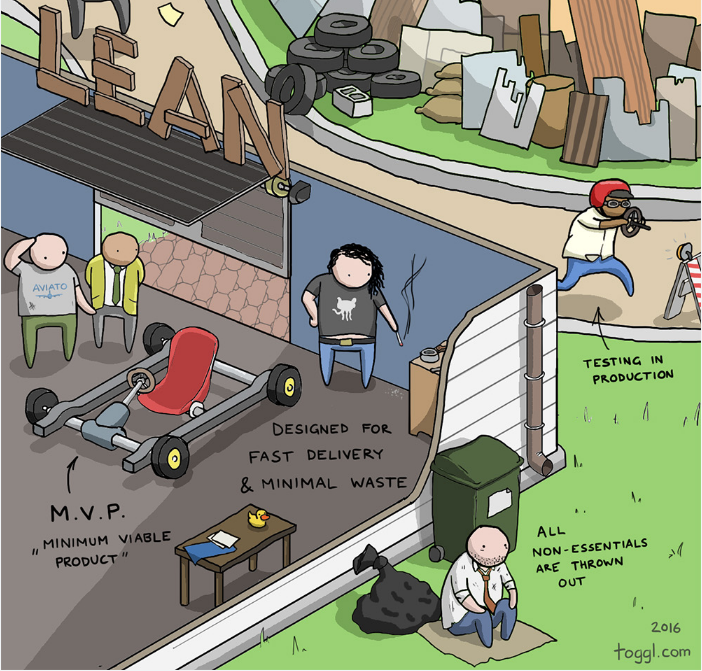 LEAN
AVIATO
TESTING IN
PRODUCTION
DESIGNED FOR
FAST DELIVERY
& MINIMAL WASTE
M.V.P.
"MINIMUM VIABLE
PRODUCT"
ALL
NON-ESSENTIALS
ARE THROWN
OUT
2016
toggl.com